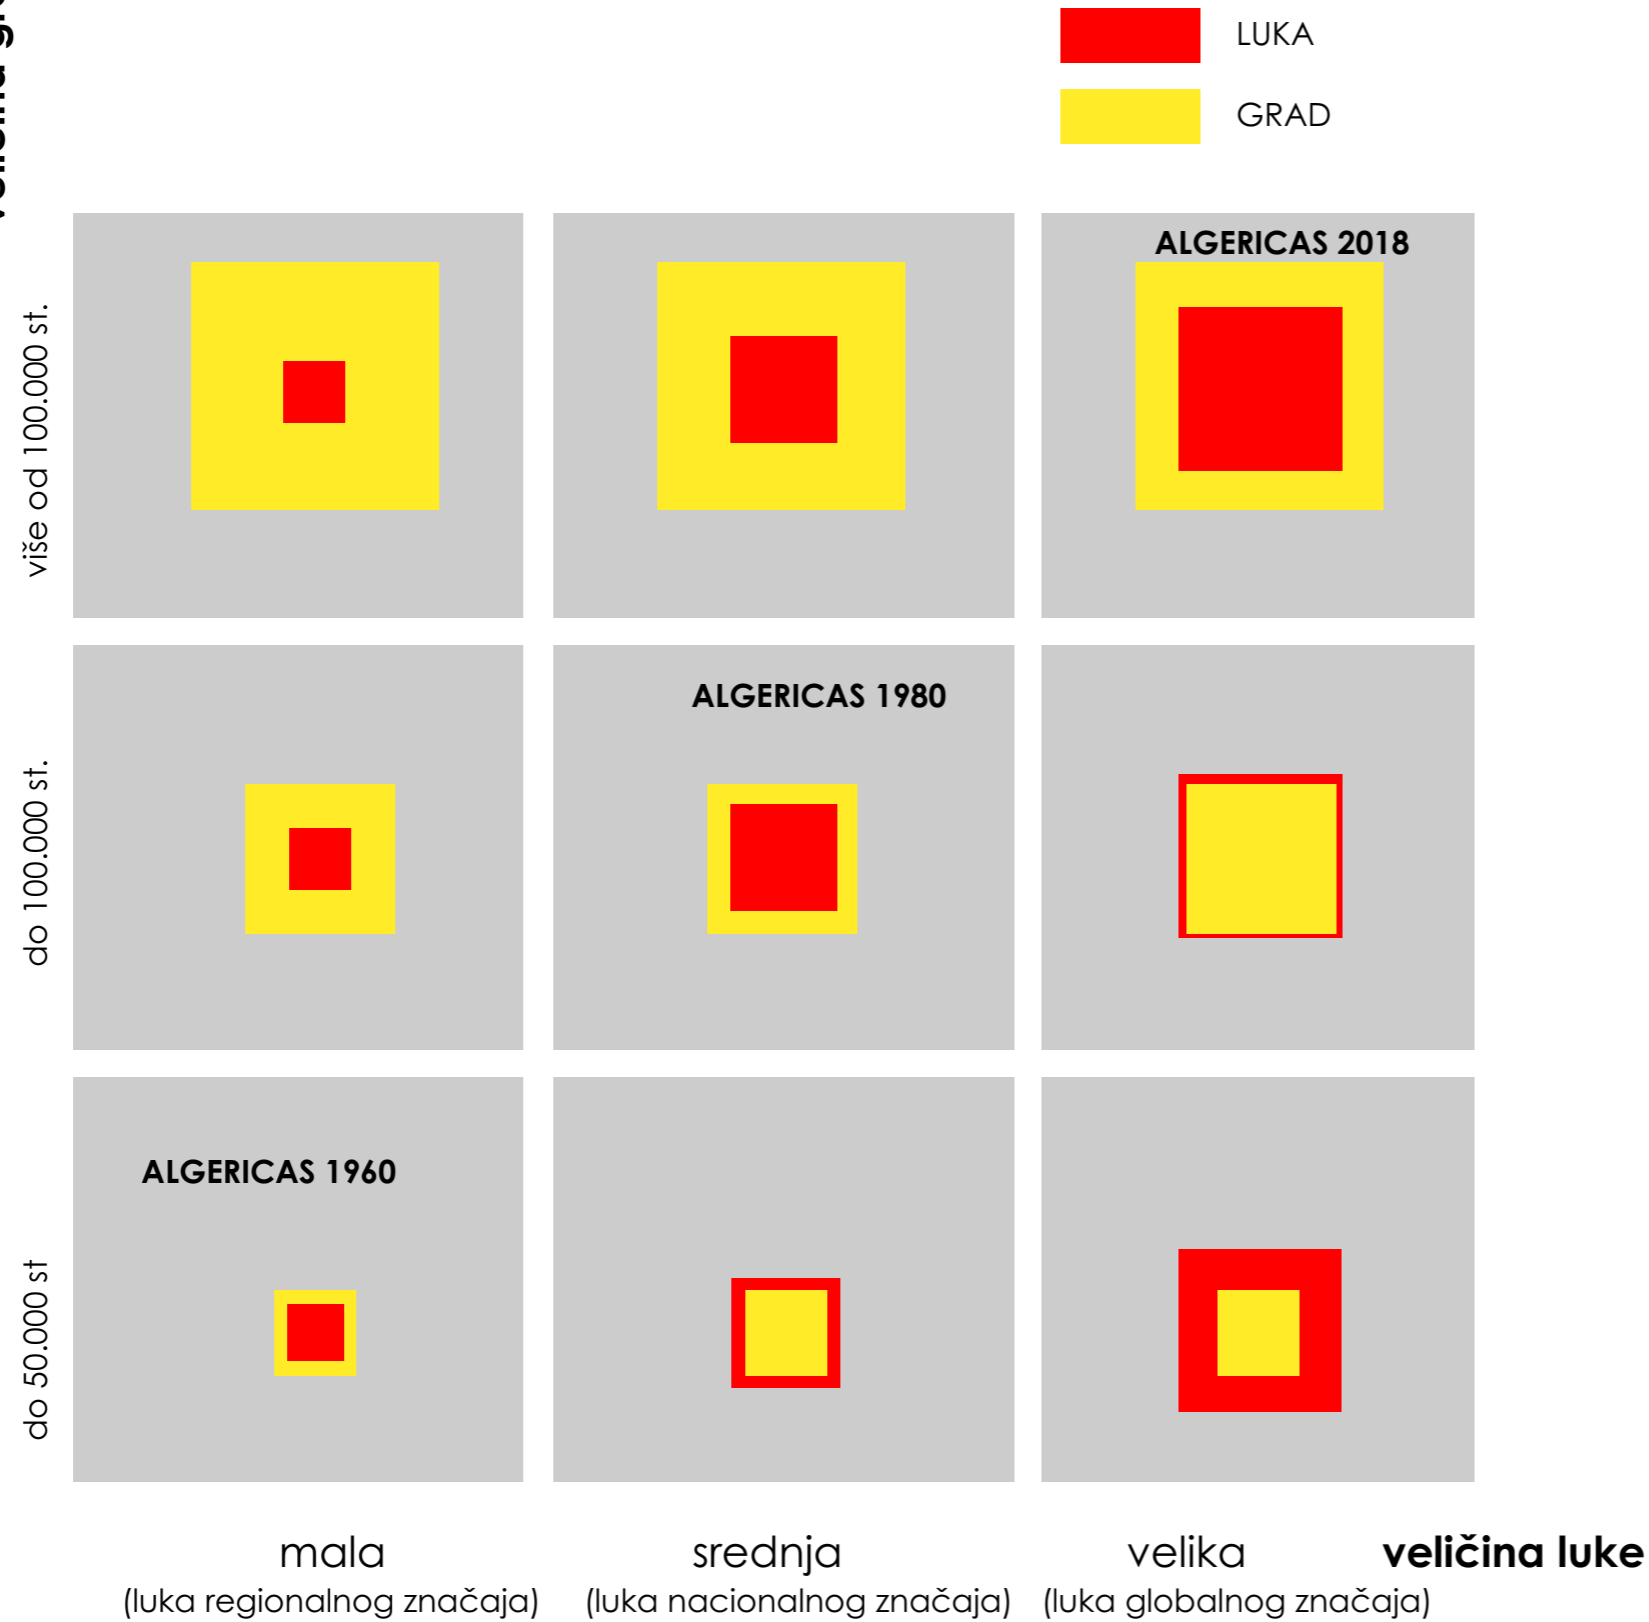 LUKA
GRAD
ALGERICAS 2018
više od 100.000 st.
ALGERICAS 1980
do 100.000 st.
ALGERICAS 1960
do 50.000 st
mala
(luka regionalnog značaja)
srednja
(luka nacionalnog značaja)
velika
(luka globalnog značaja)
veličina luke